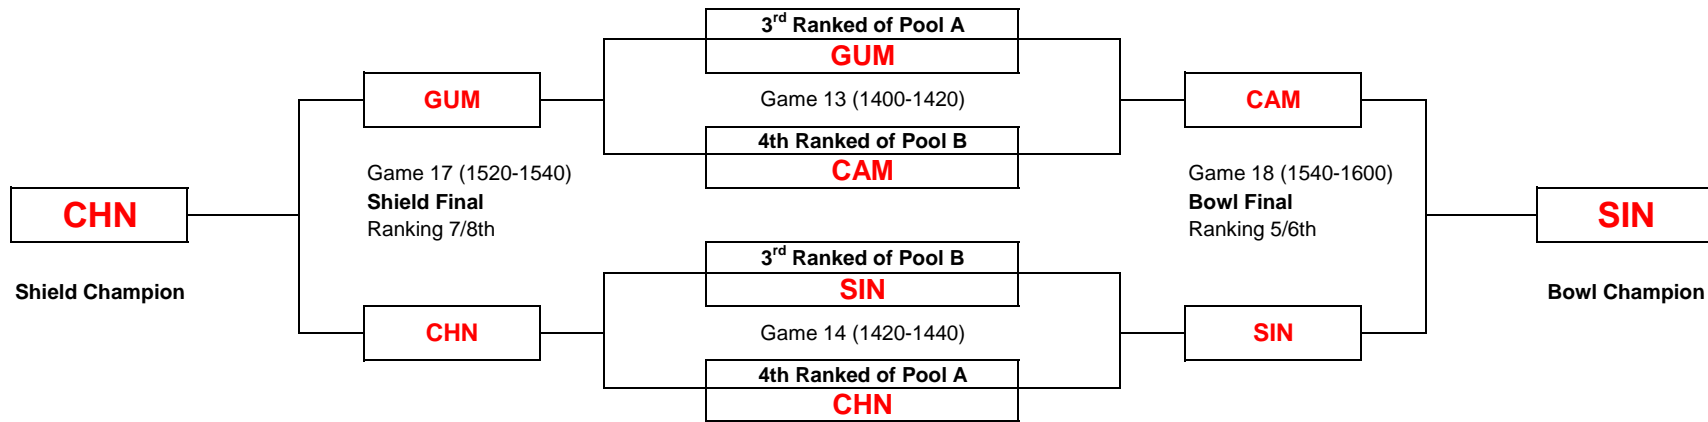 3rd Ranked of Pool A
GUM
GUM
Game 13 (1400-1420)
CAM
4th Ranked of Pool B
CAM
Game 17 (1520-1540)
Shield Final
Ranking 7/8th
Game 18 (1540-1600)
Bowl Final
Ranking 5/6th
CHN
SIN
3rd Ranked of Pool B
SIN
Shield Champion
Bowl Champion
CHN
Game 14 (1420-1440)
SIN
4th Ranked of Pool A
CHN